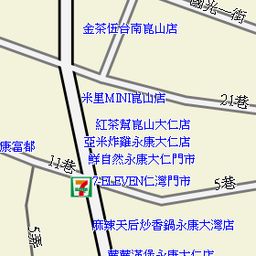 國光一街
金茶伍台南崑山店
米里MINI崑山店
21巷
紅茶幫崑山大仁店
亞米炸雞永康大仁店
康富都
鮮自然永康大仁門市
11巷
7
7-ELEVEN仁灣門市
5巷
麻辣天后炒香鍋永康大灣店